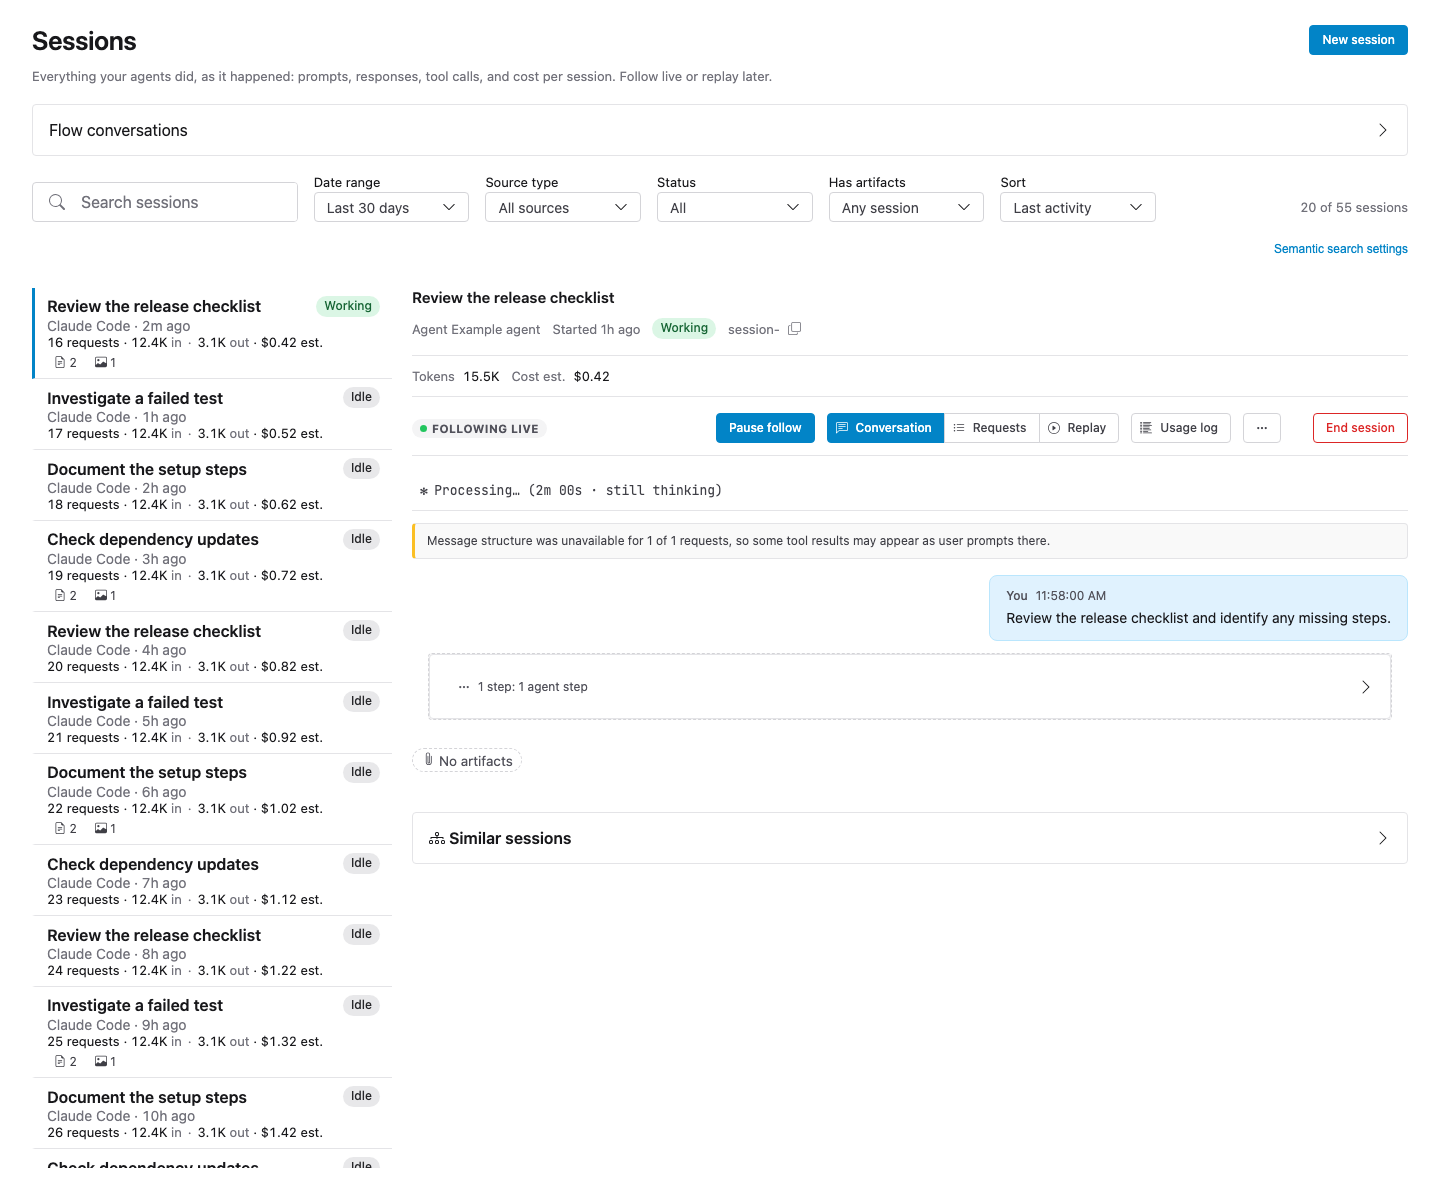 Sessions
New session
Everything your agents did, as it happened: prompts, responses, tool calls, and cost per session. Follow live or replay later.
Flow conversations
Search sessions
Date range
Last 30 days
Source type
All sources
Status
All
Has artifacts
Any session
Sort
Last activity
20 of 55 sessions
Semantic search settings
Review the release checklist
Working
Claude Code · 2m ago
16 requests · 12.4K in · 3.1K out · $0.42 est.
2 1
Investigate a failed test
Idle
Claude Code · 1h ago
17 requests · 12.4K in · 3.1K out · $0.52 est.
Document the setup steps
Idle
Claude Code · 2h ago
18 requests · 12.4K in · 3.1K out · $0.62 est.
Check dependency updates
Idle
Claude Code · 3h ago
19 requests · 12.4K in · 3.1K out · $0.72 est.
2 1
Review the release checklist
Idle
Claude Code · 4h ago
20 requests · 12.4K in · 3.1K out · $0.82 est.
Investigate a failed test
Idle
Claude Code · 5h ago
21 requests · 12.4K in · 3.1K out · $0.92 est.
Document the setup steps
Idle
Claude Code · 6h ago
22 requests · 12.4K in · 3.1K out · $1.02 est.
2 1
Check dependency updates
Idle
Claude Code · 7h ago
23 requests · 12.4K in · 3.1K out · $1.12 est.
Review the release checklist
Idle
Claude Code · 8h ago
24 requests · 12.4K in · 3.1K out · $1.22 est.
Investigate a failed test
Idle
Claude Code · 9h ago
25 requests · 12.4K in · 3.1K out · $1.32 est.
2 1
Document the setup steps
Idle
Claude Code · 10h ago
26 requests · 12.4K in · 3.1K out · $1.42 est.
Check dependency updates
Idle
Review the release checklist
Agent Example agent Started 1h ago Working session-
Tokens 15.5K Cost est. $0.42
FOLLOWING LIVE
Pause follow
Conversation
Requests
Replay
Usage log
···
End session
✻ Processing… (2m 00s · still thinking)
Message structure was unavailable for 1 of 1 requests, so some tool results may appear as user prompts there.
You 11:58:00 AM
Review the release checklist and identify any missing steps.
··· 1 step: 1 agent step
No artifacts
Similar sessions